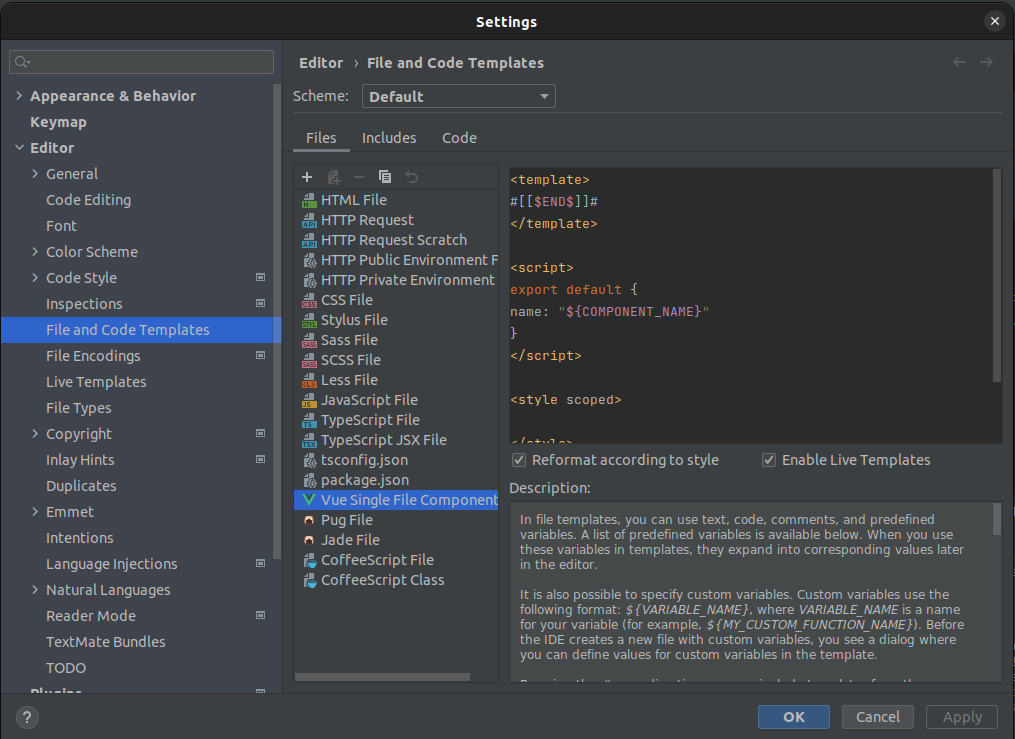 Settings
Editor › File and Code Templates
Scheme: Default
Files Includes Code
Appearance & Behavior
Keymap
Editor
General
Code Editing
Font
Color Scheme
Code Style
Inspections
File and Code Templates
File Encodings
Live Templates
File Types
Copyright
Inlay Hints
Duplicates
Emmet
Intentions
Language Injections
Natural Languages
Reader Mode
TextMate Bundles
TODO
Plugins
HTML File
HTTP Request
HTTP Request Scratch
HTTP Public Environment F
HTTP Private Environment
CSS File
Stylus File
Sass File
SCSS File
Less File
JavaScript File
TypeScript File
TypeScript JSX File
tsconfig.json
package.json
Vue Single File Component
Pug File
Jade File
CoffeeScript File
CoffeeScript Class
<template>
#[[$END$]]#
</template>
<script>
export default {
name: "${COMPONENT_NAME}"
}
</script>
<style scoped>
</style>
Reformat according to style Enable Live Templates
Description:
In file templates, you can use text, code, comments, and predefined
variables. A list of predefined variables is available below. When you use
these variables in templates, they expand into corresponding values later
in the editor.
It is also possible to specify custom variables. Custom variables use the
following format: ${VARIABLE_NAME}, where VARIABLE_NAME is a name
for your variable (for example, ${MY_CUSTOM_FUNCTION_NAME}). Before
the IDE creates a new file with custom variables, you see a dialog where
you can define values for custom variables in the template.
? OK Cancel Apply